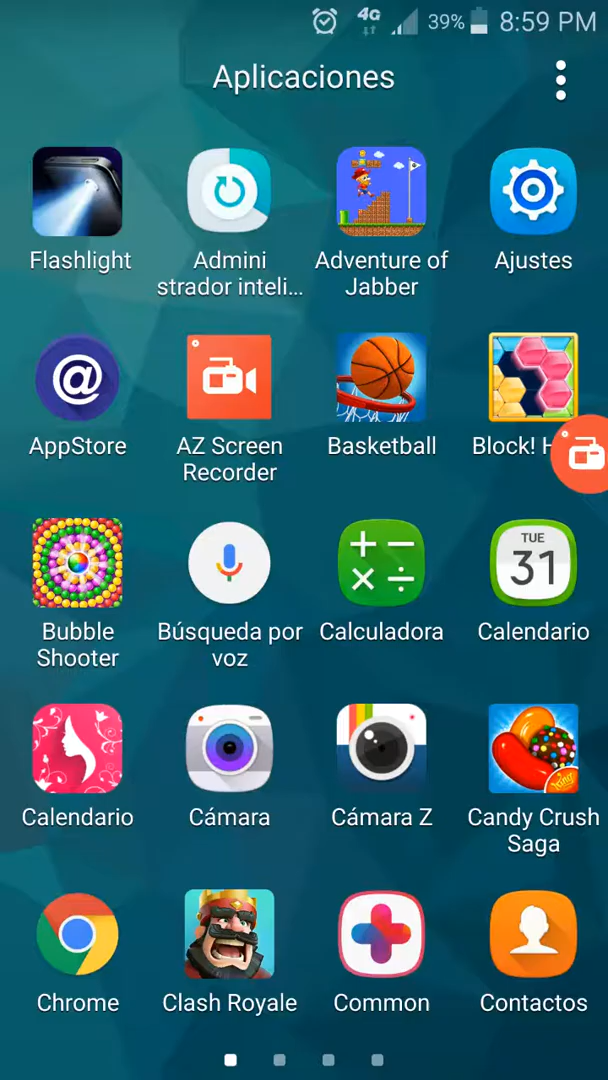 4G 39% 8:59 PM
Aplicaciones
Flashlight
Admini
strador inteli...
Adventure of
Jabber
Ajustes
AppStore
AZ Screen
Recorder
Basketball
Block! H
Bubble
Shooter
Búsqueda por
voz
Calculadora
TUE
31
Calendario
Calendario
Cámara
Cámara Z
King
Candy Crush
Saga
Chrome
Clash Royale
Common
Contactos